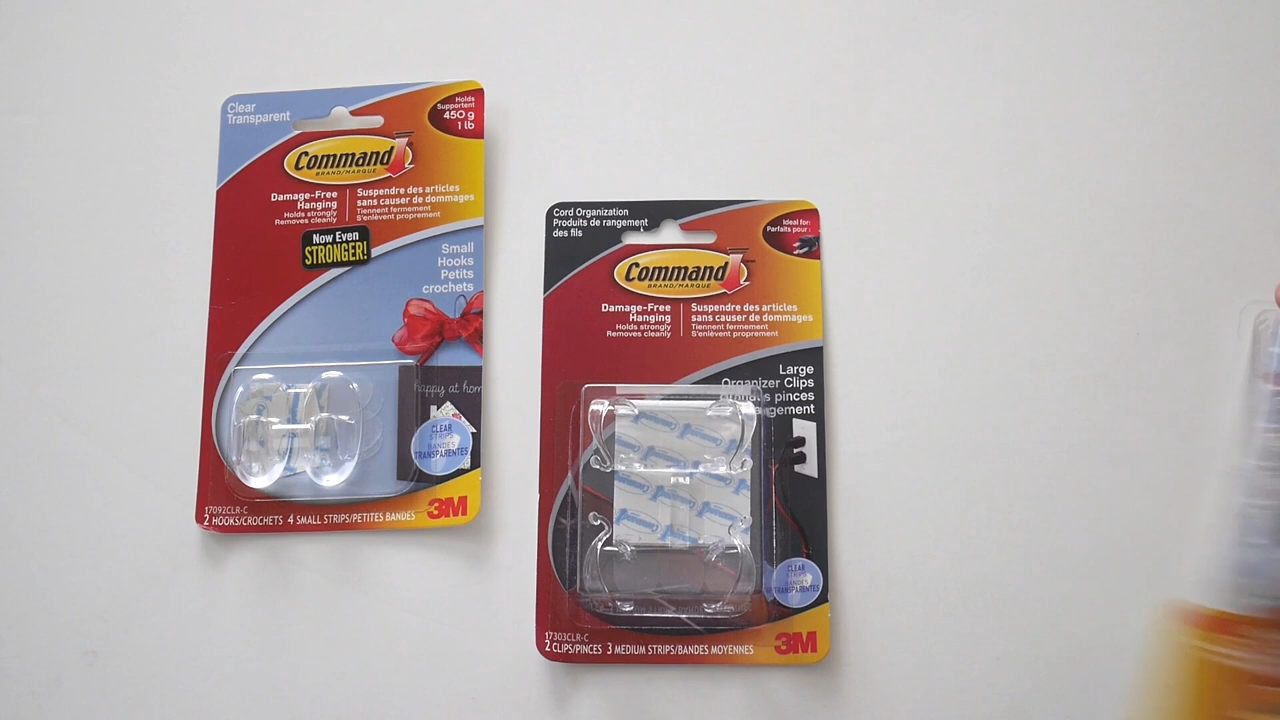 Clear
Transparent
Holds
Supportent
450 g
1 lb
Command
BRAND/MARQUE
Damage-Free
Hanging
Holds strongly
Removes cleanly
Suspendre des articles
sans causer de dommages
Tiennent fermement
S'enlèvent proprement
Now Even
STRONGER!
Small
Hooks
Petits
crochets
happy at hom
CLEAR
STRIPS
BANDES
TRANSPARENTES
17092CLR-C
2 HOOKS/CROCHETS 4 SMALL STRIPS/PETITES BANDES
3M
Cord Organization
Produits de rangement
des fils
Ideal for:
Parfaits pour :
Command
BRAND/MARQUE
Damage-Free
Hanging
Holds strongly
Removes cleanly
Suspendre des articles
sans causer de dommages
Tiennent fermement
S'enlèvent proprement
Large
Organizer Clips
Grandes pinces
CLEAR
STRIPS
BANDES
TRANSPARENTES
17303CLR-C
2 CLIPS/PINCES 3 MEDIUM STRIPS/BANDES MOYENNES
3M